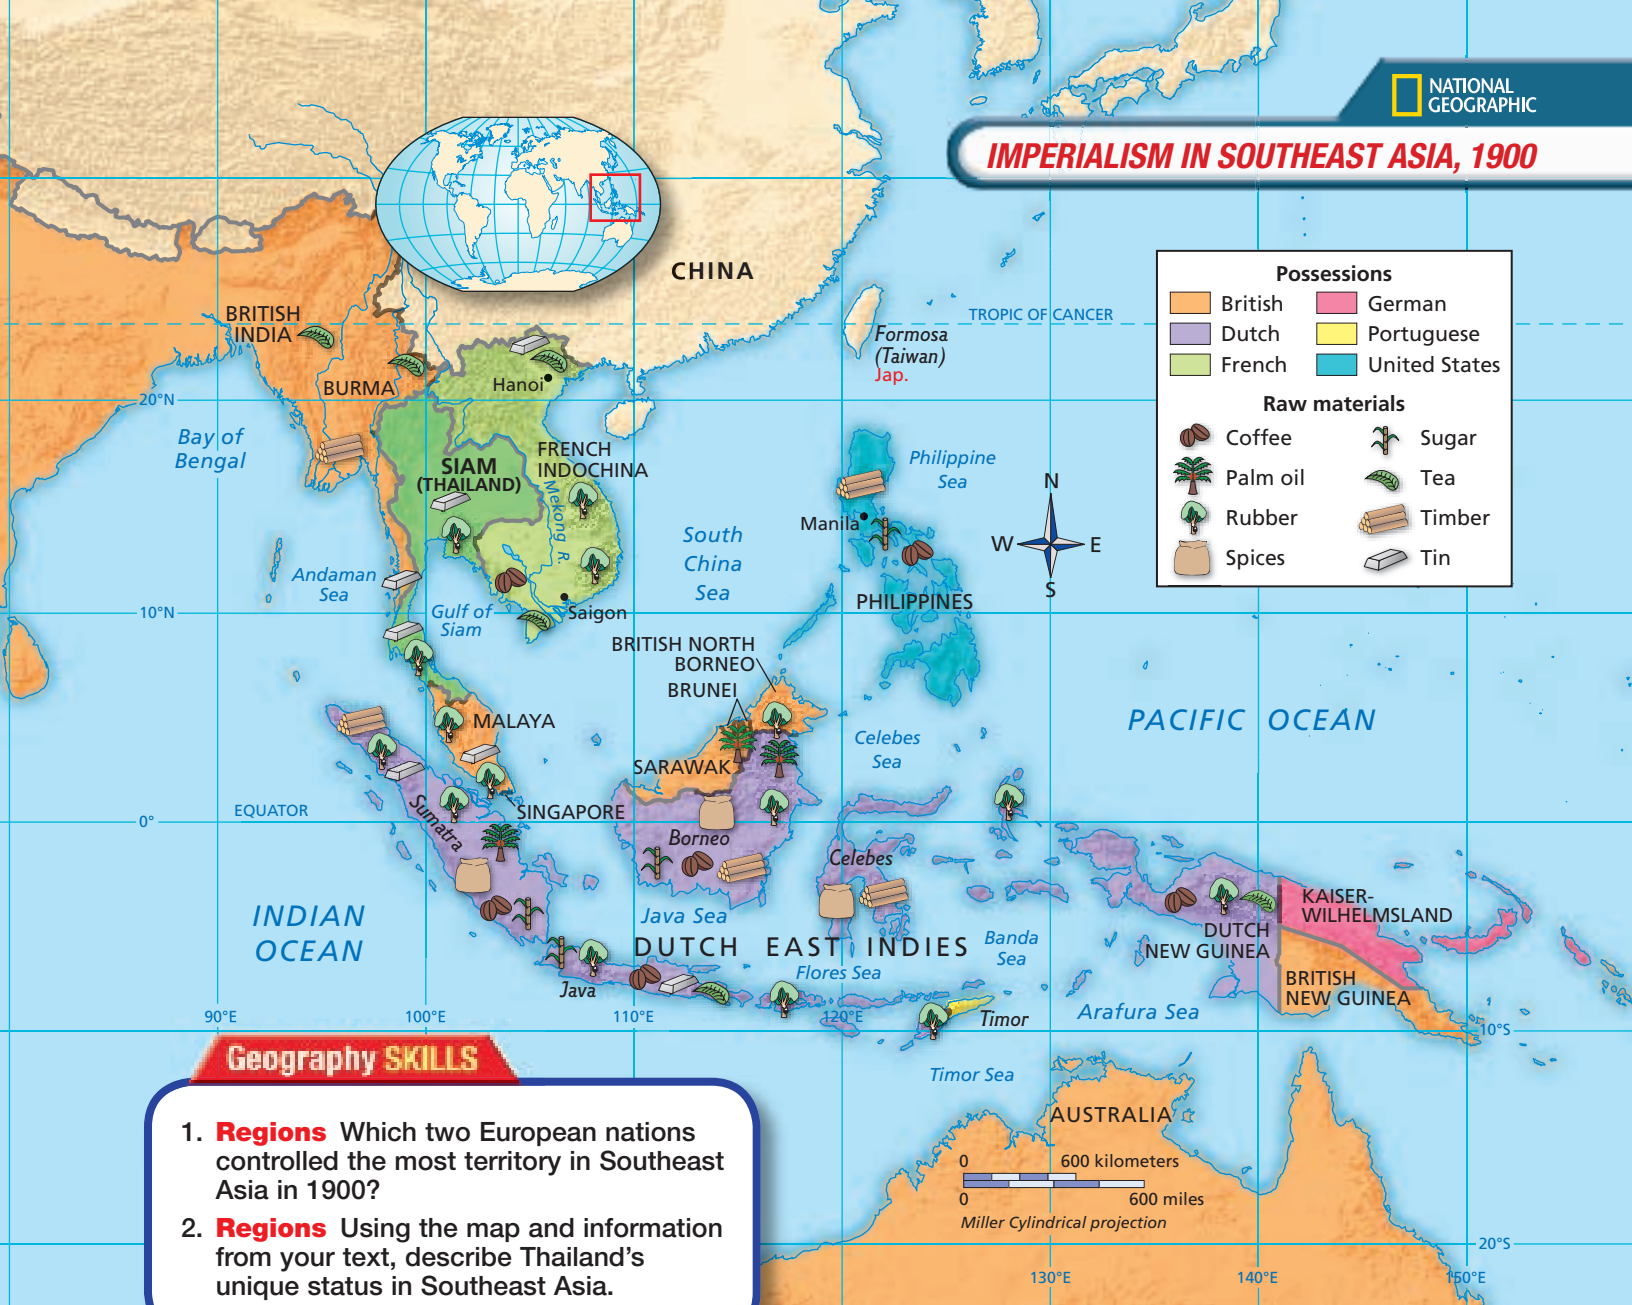 NATIONAL
GEOGRAPHIC
IMPERIALISM IN SOUTHEAST ASIA, 1900
Possessions
British
German
Dutch
Portuguese
French
United States
Raw materials
Coffee
Sugar
Palm oil
Tea
Rubber
Timber
Spices
Tin
CHINA
BRITISH
INDIA
BURMA
Hanoi
TROPIC OF CANCER
Formosa
(Taiwan)
Jap.
20°N
Bay of
Bengal
SIAM
(THAILAND)
FRENCH
INDOCHINA
Mekong R.
Philippine
Sea
Manila
South
China
Sea
N
W
E
S
Andaman
Sea
10°N
Gulf of
Siam
Saigon
PHILIPPINES
BRITISH NORTH
BORNEO
BRUNEI
MALAYA
SARAWAK
Celebes
Sea
PACIFIC OCEAN
EQUATOR
0°
SINGAPORE
Sumatra
Borneo
Celebes
INDIAN
OCEAN
Java Sea
DUTCH EAST INDIES
Banda
Sea
Flores Sea
Java
KAISER-
WILHELMSLAND
DUTCH
NEW GUINEA
BRITISH
NEW GUINEA
Timor
Arafura Sea
90°E
100°E
110°E
120°E
10°S
Timor Sea
AUSTRALIA
0
600 kilometers
0
600 miles
Miller Cylindrical projection
20°S
130°E
140°E
150°E
Geography SKILLS
1. Regions Which two European nations
controlled the most territory in Southeast
Asia in 1900?
2. Regions Using the map and information
from your text, describe Thailand's
unique status in Southeast Asia.